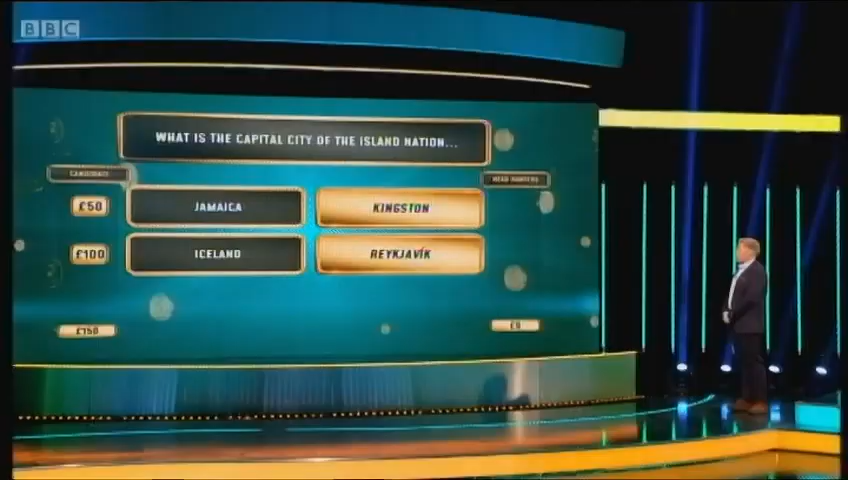 BBC
WHAT IS THE CAPITAL CITY OF THE ISLAND NATION...
CANDIDATE
HEAD HUNTERS
£50 JAMAICA KINGSTON
£100 ICELAND REYKJAVÍK
£150 £0